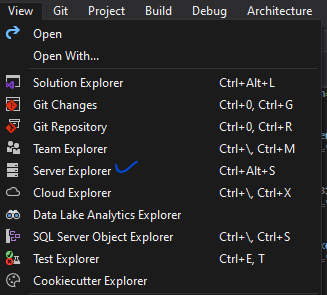 View Git Project Build Debug Architecture
Open
Open With...
Solution Explorer Ctrl+Alt+L
Git Changes Ctrl+0, Ctrl+G
Git Repository Ctrl+0, Ctrl+R
Team Explorer Ctrl+\, Ctrl+M
Server Explorer Ctrl+Alt+S
Cloud Explorer Ctrl+\, Ctrl+X
Data Lake Analytics Explorer
SQL Server Object Explorer Ctrl+\, Ctrl+S
Test Explorer Ctrl+E, T
Cookiecutter Explorer